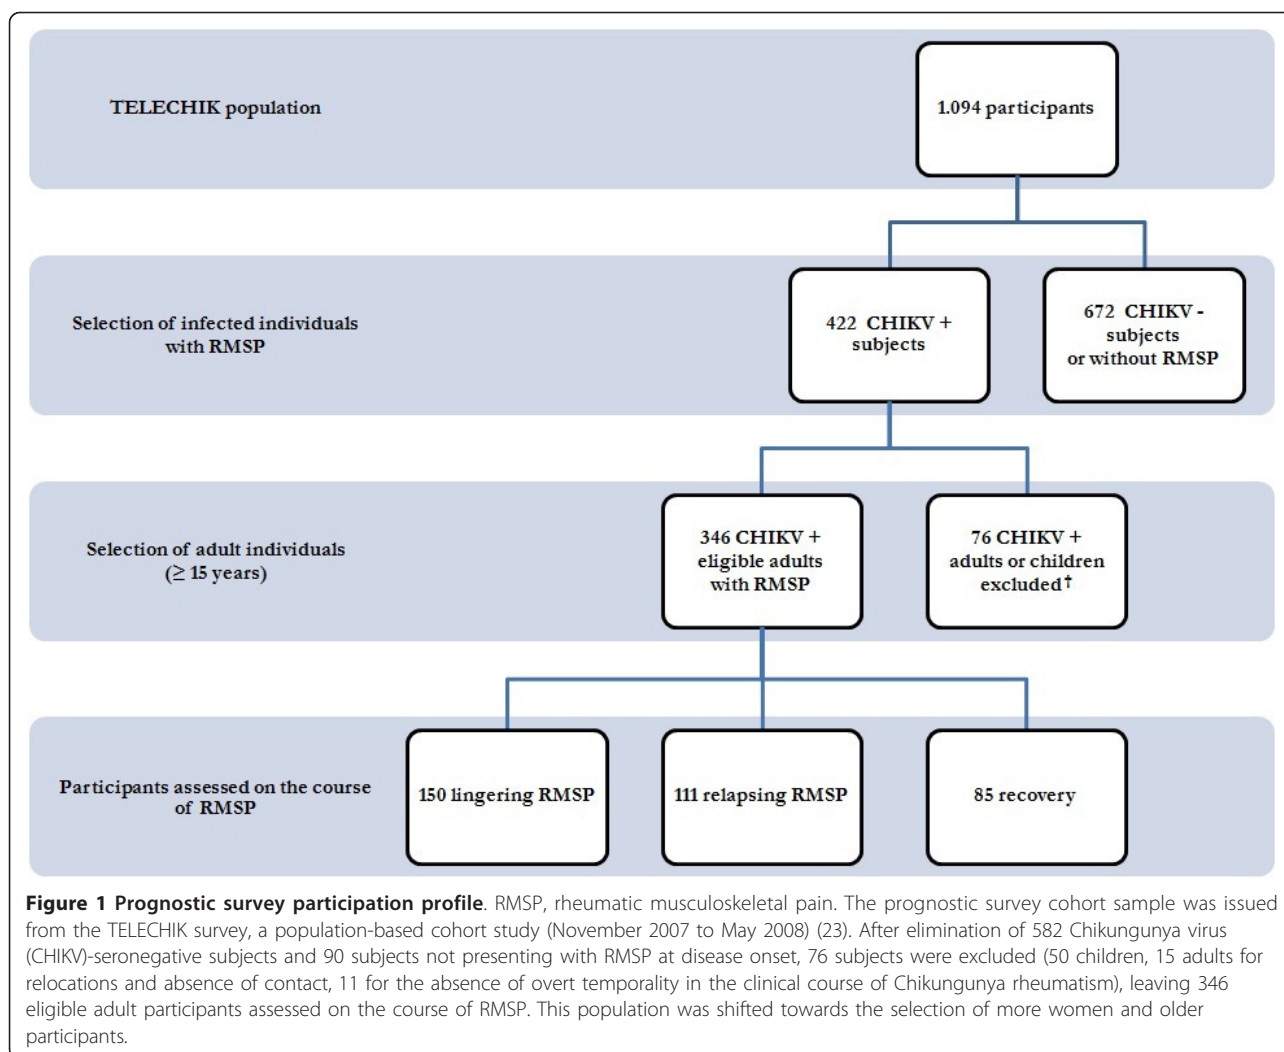 TELECHIK population
1.094 participants
Selection of infected individuals
with RMSP
422 CHIKV +
subjects
672 CHIKV -
subjects
or without RMSP
Selection of adult individuals
(≥ 15 years)
346 CHIKV +
eligible adults
with RMSP
76 CHIKV +
adults or children
excluded†
Participants assessed on the course
of RMSP
150 lingering RMSP
111 relapsing RMSP
85 recovery
Figure 1 Prognostic survey participation profile. RMSP, rheumatic musculoskeletal pain. The prognostic survey cohort sample was issued
from the TELECHIK survey, a population-based cohort study (November 2007 to May 2008) (23). After elimination of 582 Chikungunya virus
(CHIKV)-seronegative subjects and 90 subjects not presenting with RMSP at disease onset, 76 subjects were excluded (50 children, 15 adults for
relocations and absence of contact, 11 for the absence of overt temporality in the clinical course of Chikungunya rheumatism), leaving 346
eligible adult participants assessed on the course of RMSP. This population was shifted towards the selection of more women and older
participants.